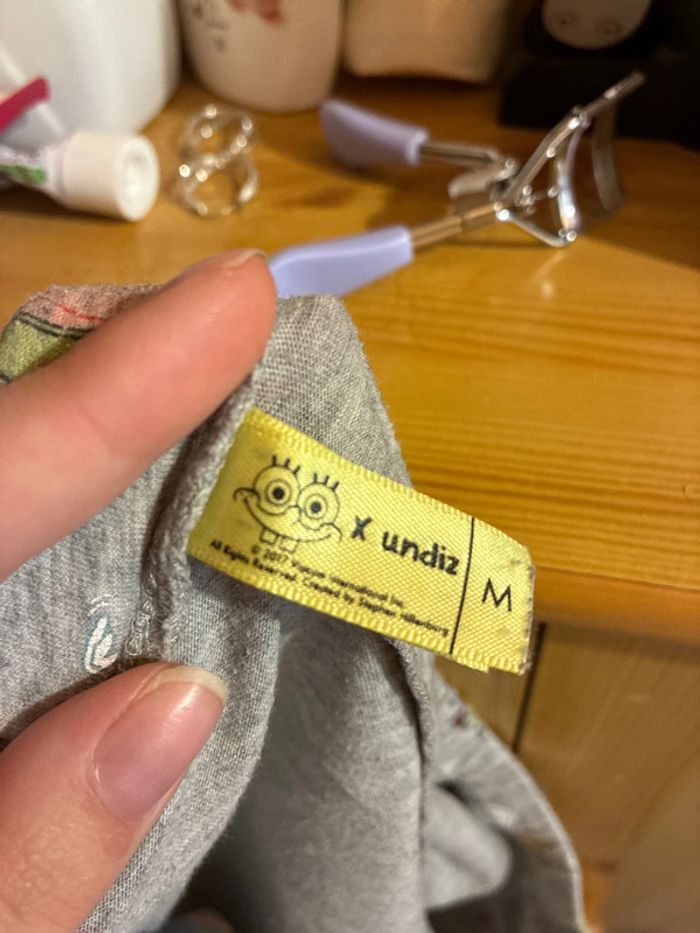 x undiz
M
© 2017 Viacom International Inc.
All Rights Reserved. Created by Stephen Hillenburg